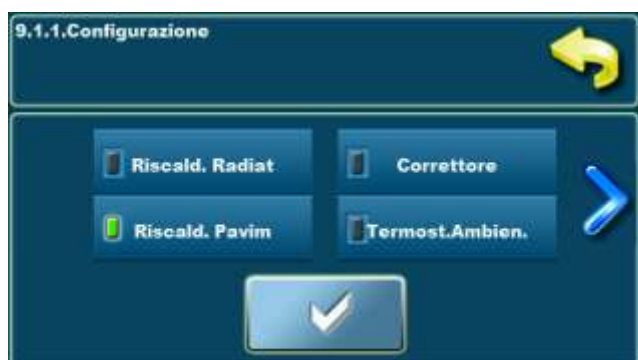 9.1.1.Configurazione
Riscald. Radiat
Correttore
Riscald. Pavim
Termost.Ambien.